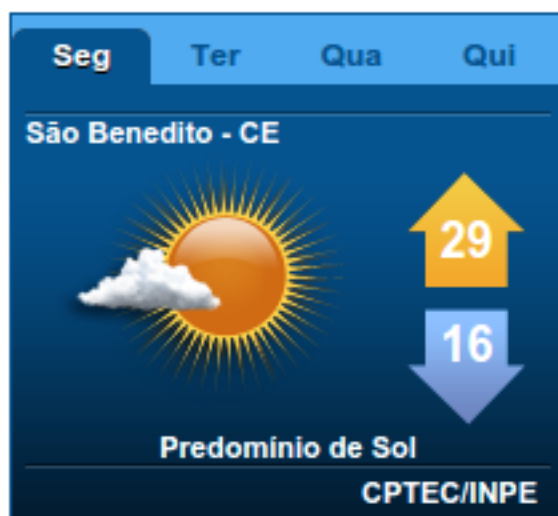 Seg Ter Qua Qui
São Benedito - CE
29
16
Predomínio de Sol
CPTEC/INPE